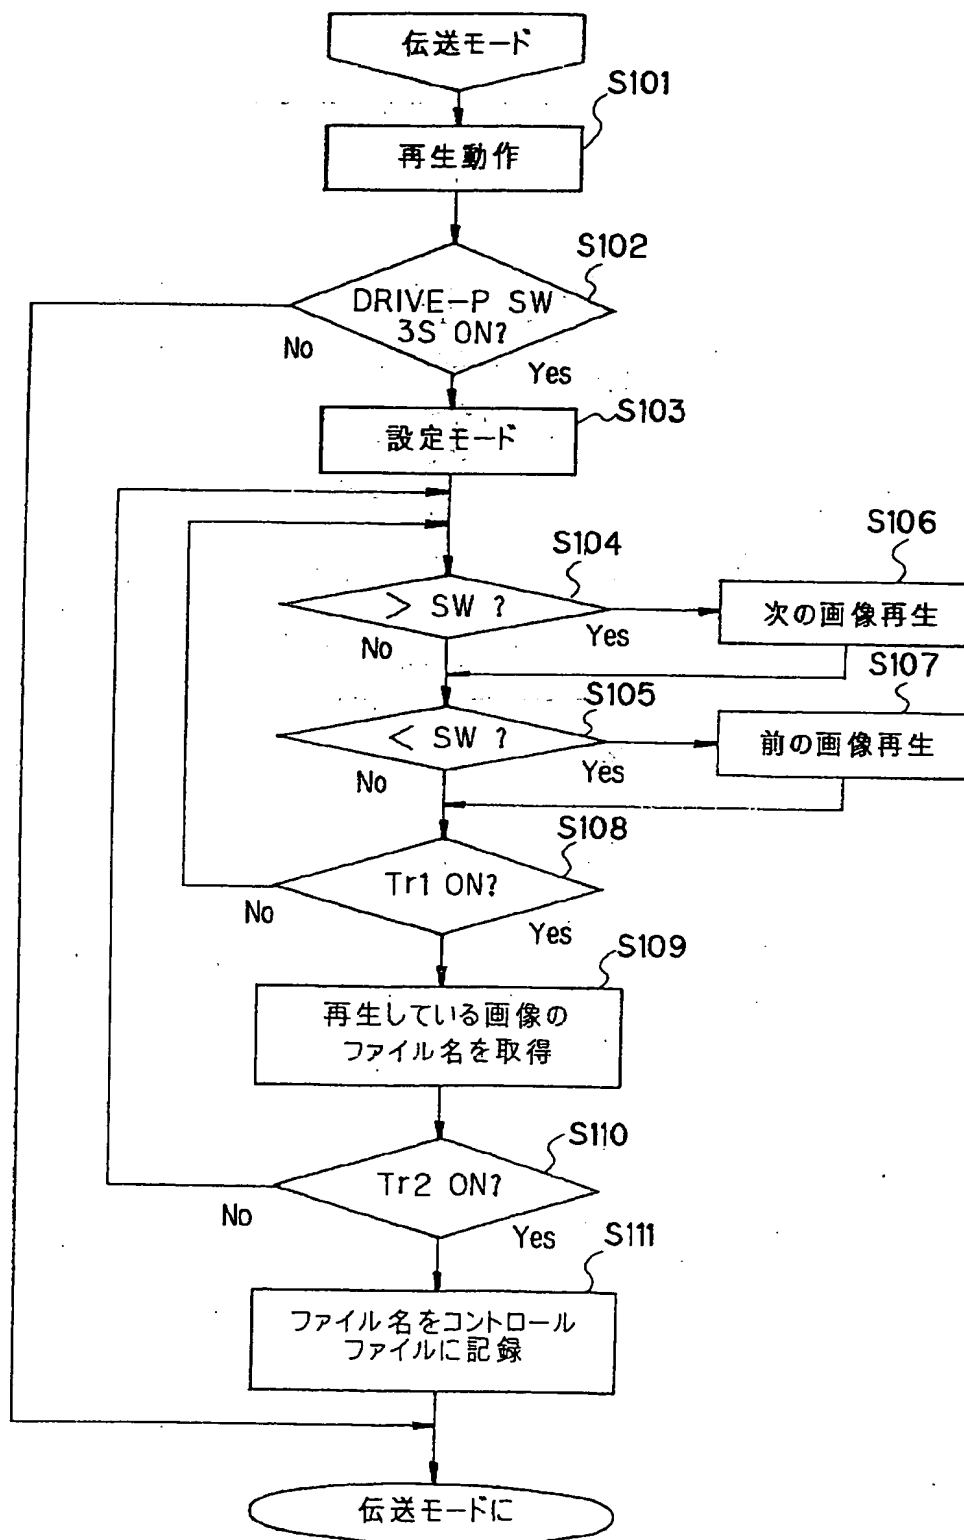 伝送モード
S101
再生動作
S102
DRIVE-P SW
3S ON?
No
Yes
S103
設定モード
S104
> SW ?
No
Yes
S106
次の画像再生
S105
< SW ?
No
Yes
S107
前の画像再生
S108
Tr1 ON?
No
Yes
S109
再生している画像の
ファイル名を取得
S110
Tr2 ON?
No
Yes
S111
ファイル名をコントロール
ファイルに記録
伝送モードに